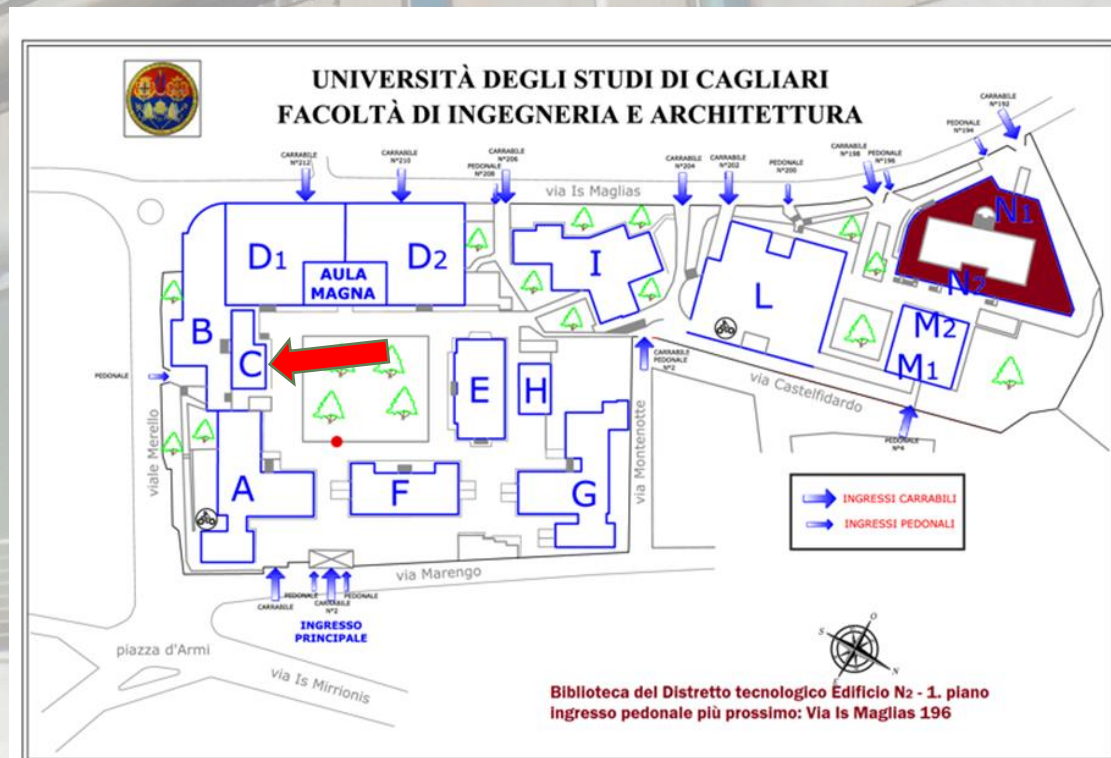 UNIVERSITÀ DEGLI STUDI DI CAGLIARI
FACOLTÀ DI INGEGNERIA E ARCHITETTURA
CARRABILE
N°192
PEDONALE
N°194
CARRABILE
N°212
CARRABILE
N°210
PEDONALE
N°208
CARRABILE
N°206
CARRABILE
N°204
CARRABILE
N°202
PEDONALE
N°200
CARRABILE
N°198
PEDONALE
N°196
via Is Maglias
D1
AULA
MAGNA
D2
I
L
N1
N2
B
C
M2
M1
E
H
PEDONALE
CARRABILE
PEDONALE
N°2
via Castelfidardo
PEDONALE
N°4
viale Merello
A
F
G
via Montenotte
INGRESSI CARRABILI
INGRESSI PEDONALI
via Marengo
CARRABILE
PEDONALE
CARRABILE
N°2
PEDONALE
INGRESSO
PRINCIPALE
piazza d'Armi
via Is Mirrionis
O
S
N
E
Biblioteca del Distretto tecnologico Edificio N2 - 1. piano
ingresso pedonale più prossimo: Via Is Maglias 196